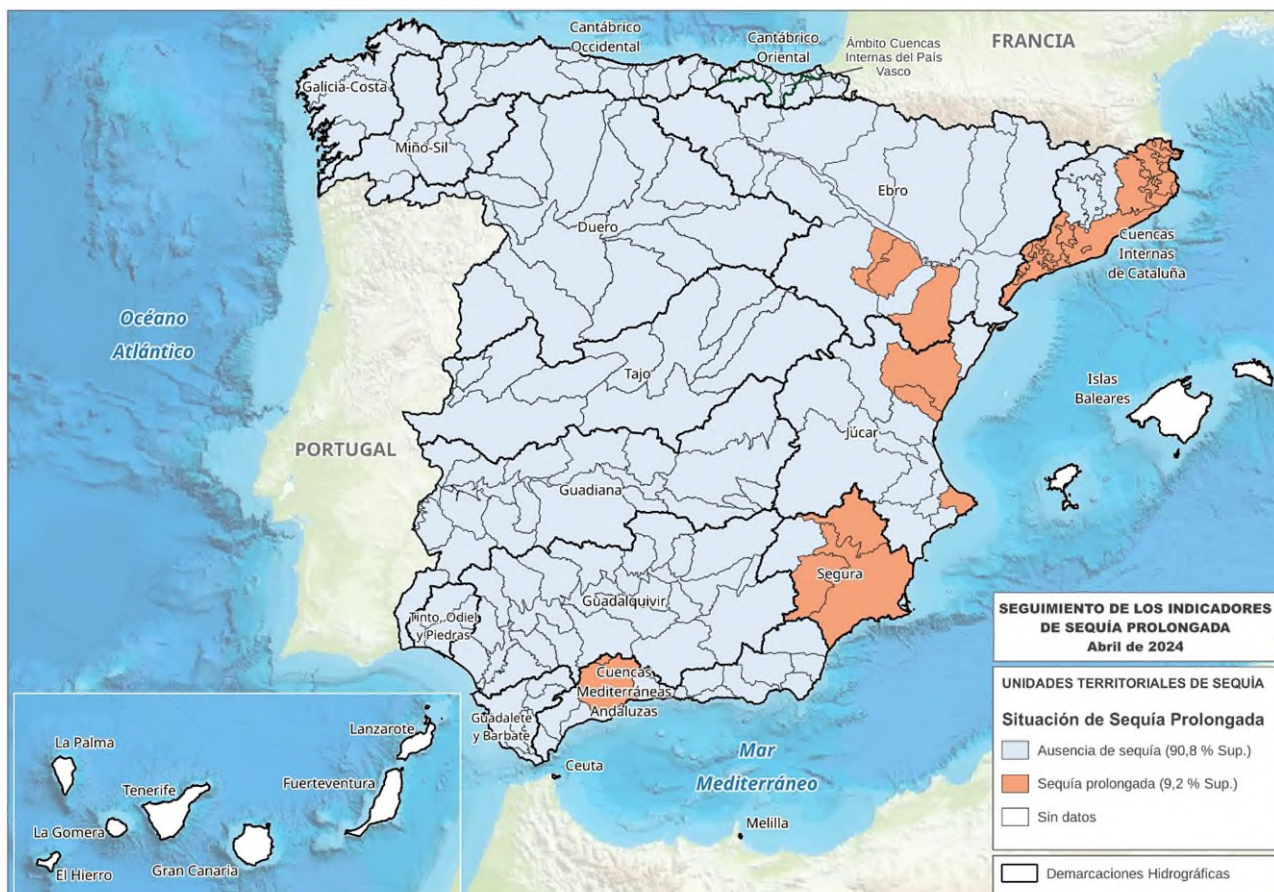 Cantábrico
Occidental
Cantábrico
Oriental
Ámbito Cuencas
Internas del País
Vasco
FRANCIA
Galicia-Costa
Miño-Sil
Ebro
Duero
Cuencas
Internas
de Cataluña
Océano
Atlántico
Tajo
Islas
Baleares
PORTUGAL
Júcar
Guadiana
Segura
Guadalquivir
Tinto, Odiel
y Piedras
Cuencas
Mediterráneas
Andaluzas
Guadalete
y Barbate
Ceuta
Mar
Mediterráneo
Melilla
La Palma
Tenerife
La Gomera
El Hierro
Gran Canaria
Fuerteventura
Lanzarote
SEGUIMIENTO DE LOS INDICADORES
DE SEQUÍA PROLONGADA
Abril de 2024
UNIDADES TERRITORIALES DE SEQUÍA
Situación de Sequía Prolongada
Ausencia de sequía (90,8 % Sup.)
Sequía prolongada (9,2 % Sup.)
Sin datos
Demarcaciones Hidrográficas